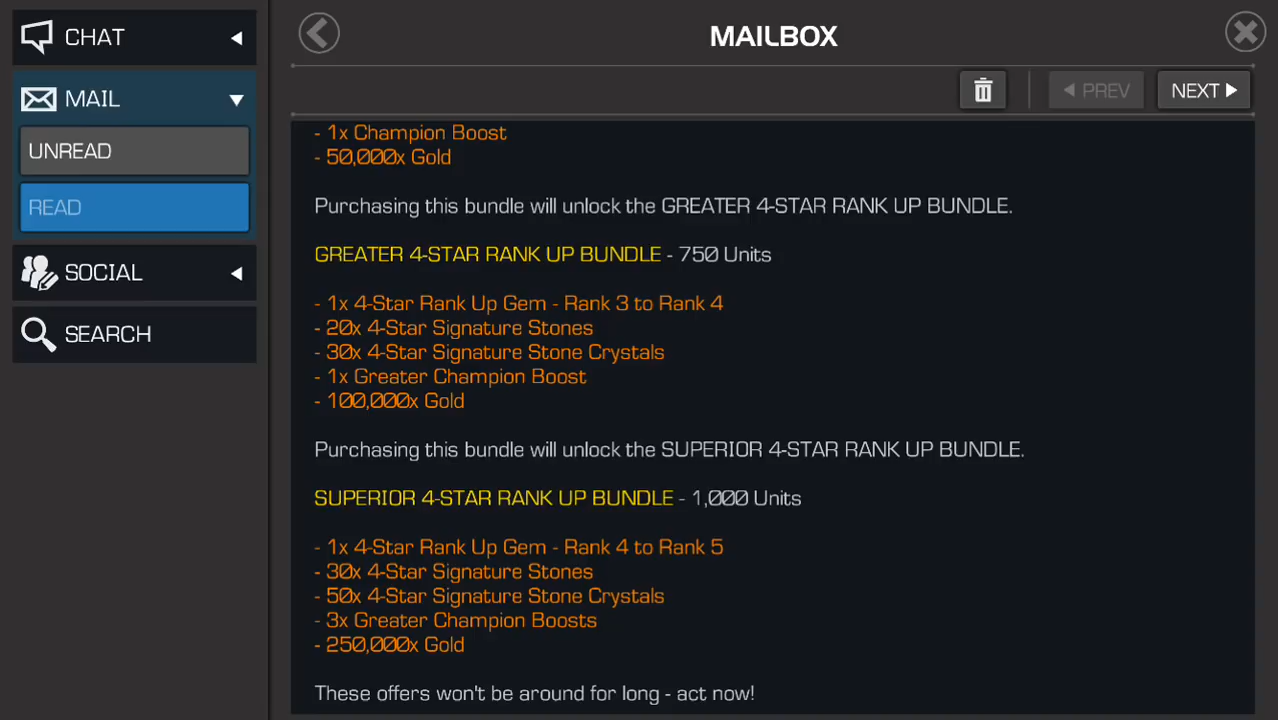 CHAT
MAIL
UNREAD
READ
SOCIAL
SEARCH
MAILBOX
PREV
NEXT
- 1x Champion Boost
- 50,000x Gold
Purchasing this bundle will unlock the GREATER 4-STAR RANK UP BUNDLE.
GREATER 4-STAR RANK UP BUNDLE - 750 Units
- 1x 4-Star Rank Up Gem - Rank 3 to Rank 4
- 20x 4-Star Signature Stones
- 30x 4-Star Signature Stone Crystals
- 1x Greater Champion Boost
- 100,000x Gold
Purchasing this bundle will unlock the SUPERIOR 4-STAR RANK UP BUNDLE.
SUPERIOR 4-STAR RANK UP BUNDLE - 1,000 Units
- 1x 4-Star Rank Up Gem - Rank 4 to Rank 5
- 30x 4-Star Signature Stones
- 50x 4-Star Signature Stone Crystals
- 3x Greater Champion Boosts
- 250,000x Gold
These offers won't be around for long - act now!